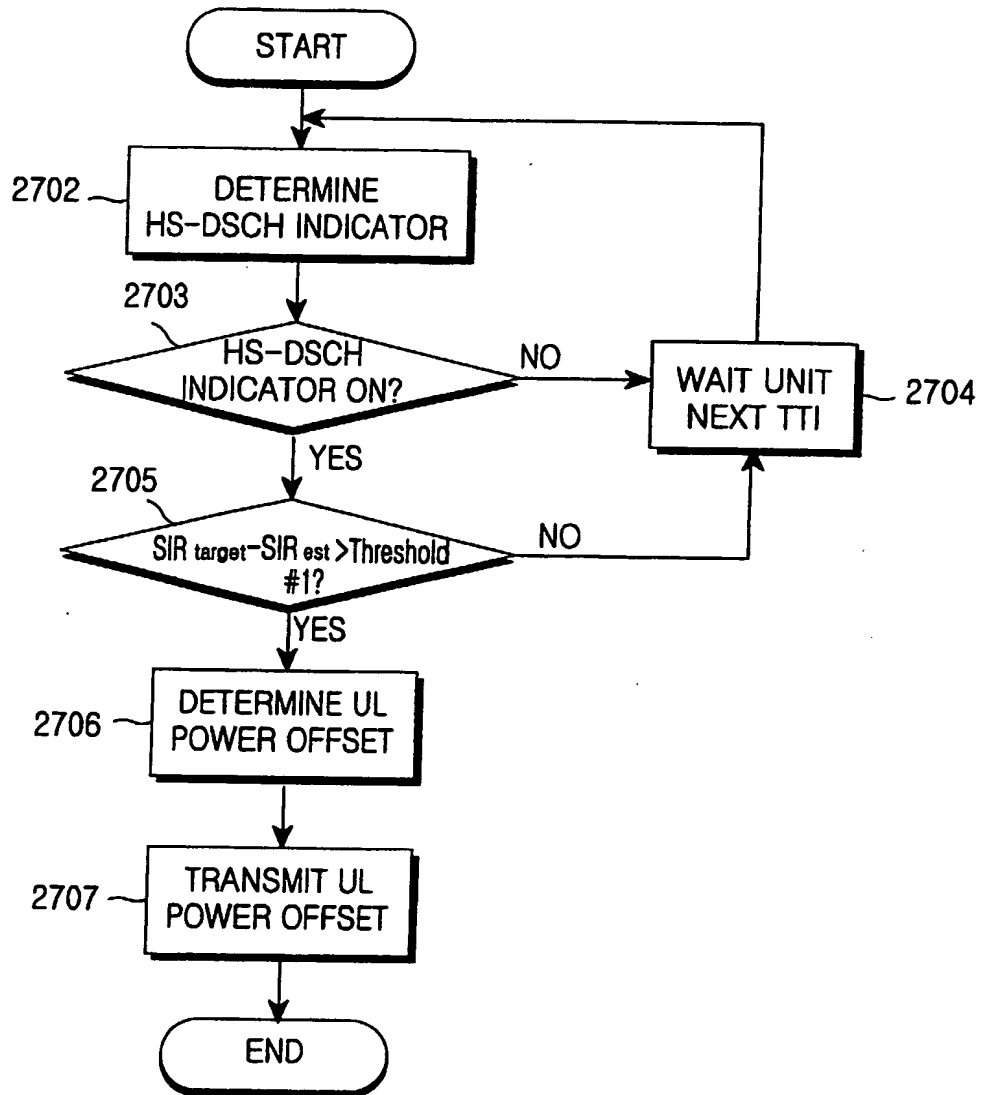 START
2702
DETERMINE
HS-DSCH INDICATOR
2703
HS-DSCH
INDICATOR ON?
NO
WAIT UNIT
NEXT TTI
2704
YES
2705
SIR target-SIR est >Threshold
#1?
NO
YES
2706
DETERMINE UL
POWER OFFSET
2707
TRANSMIT UL
POWER OFFSET
END